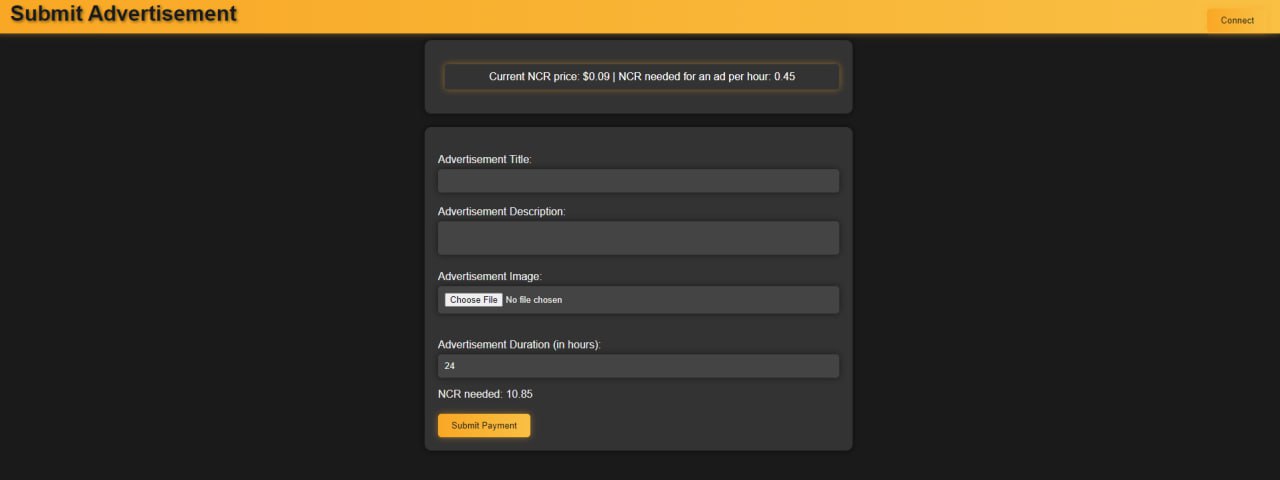 Submit Advertisement
Connect
Current NCR price: $0.09 | NCR needed for an ad per hour: 0.45
Advertisement Title:
Advertisement Description:
Advertisement Image:
Choose File No file chosen
Advertisement Duration (in hours):
24
NCR needed: 10.85
Submit Payment